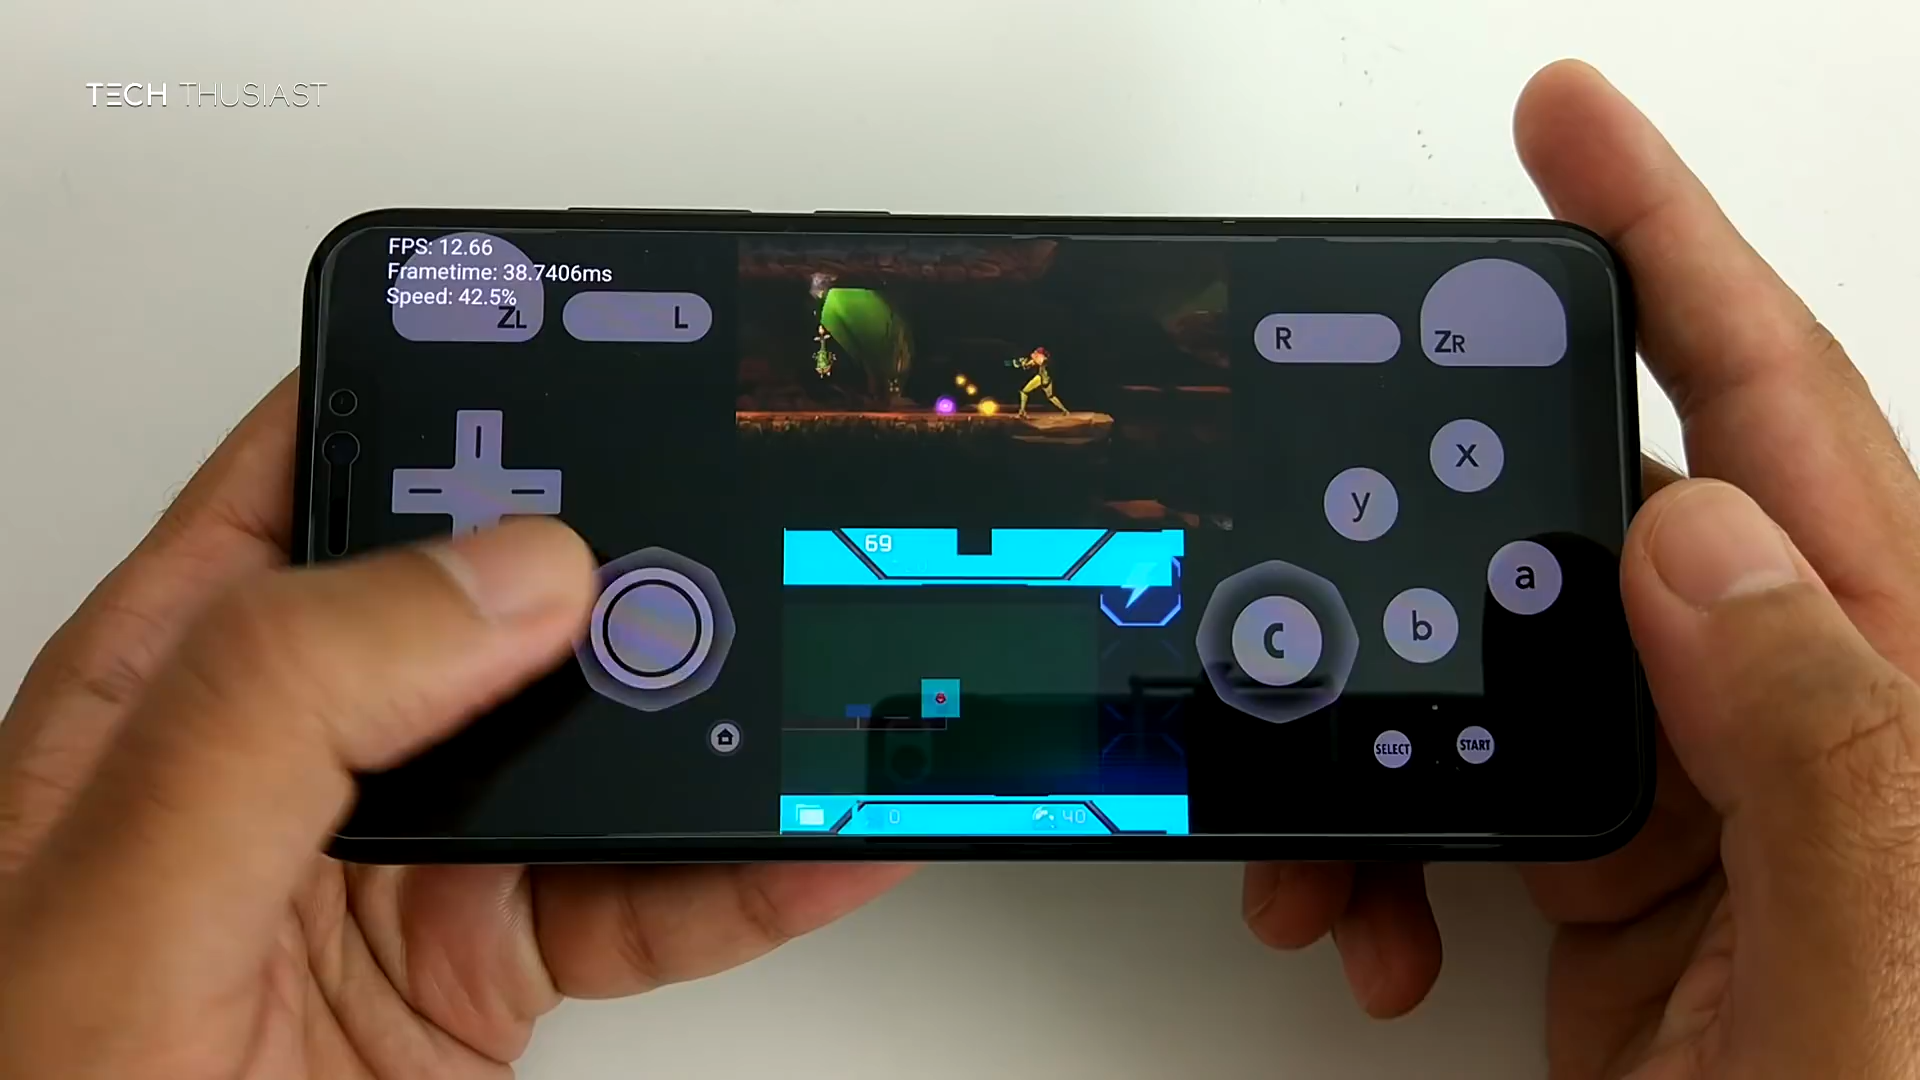 TECH THUSIAST
FPS: 12.66
Frametime: 38.7406ms
Speed: 42.5%
ZL
L
R
ZR
x
y
a
b
C
69
SELECT
START
0
40